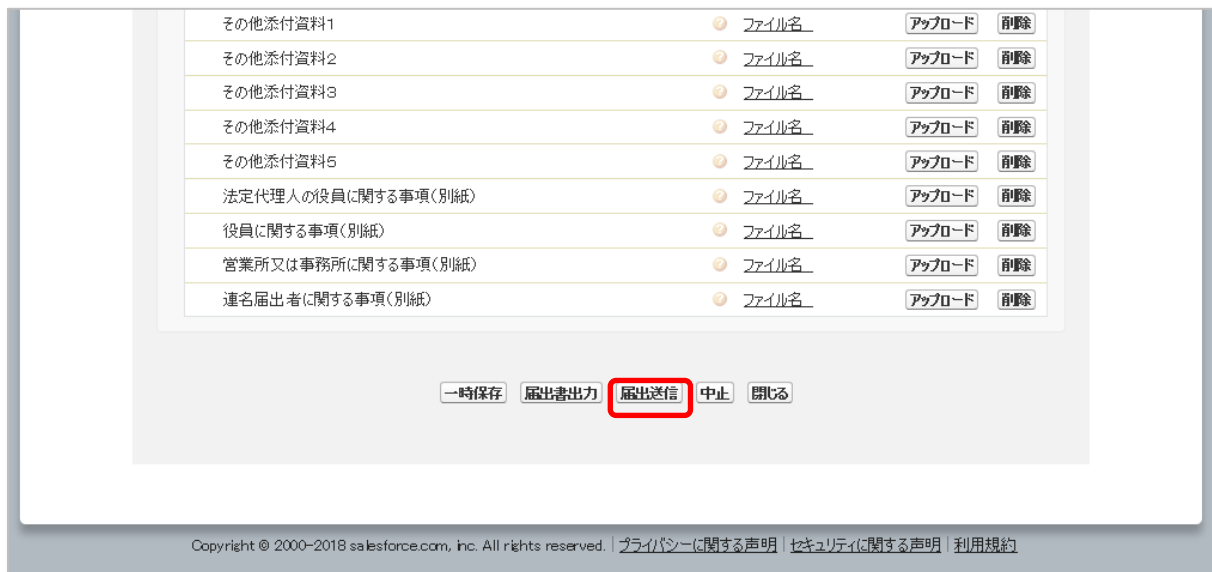 その他添付資料1 ? ファイル名 アップロード 削除
その他添付資料2 ? ファイル名 アップロード 削除
その他添付資料3 ? ファイル名 アップロード 削除
その他添付資料4 ? ファイル名 アップロード 削除
その他添付資料5 ? ファイル名 アップロード 削除
法定代理人の役員に関する事項(別紙) ? ファイル名 アップロード 削除
役員に関する事項(別紙) ? ファイル名 アップロード 削除
営業所又は事務所に関する事項(別紙) ? ファイル名 アップロード 削除
連名届出者に関する事項(別紙) ? ファイル名 アップロード 削除
一時保存 届出書出力 届出送信 中止 閉じる
Copyright © 2000-2018 salesforce.com, inc. All rights reserved. | プライバシーに関する声明 | セキュリティに関する声明 | 利用規約